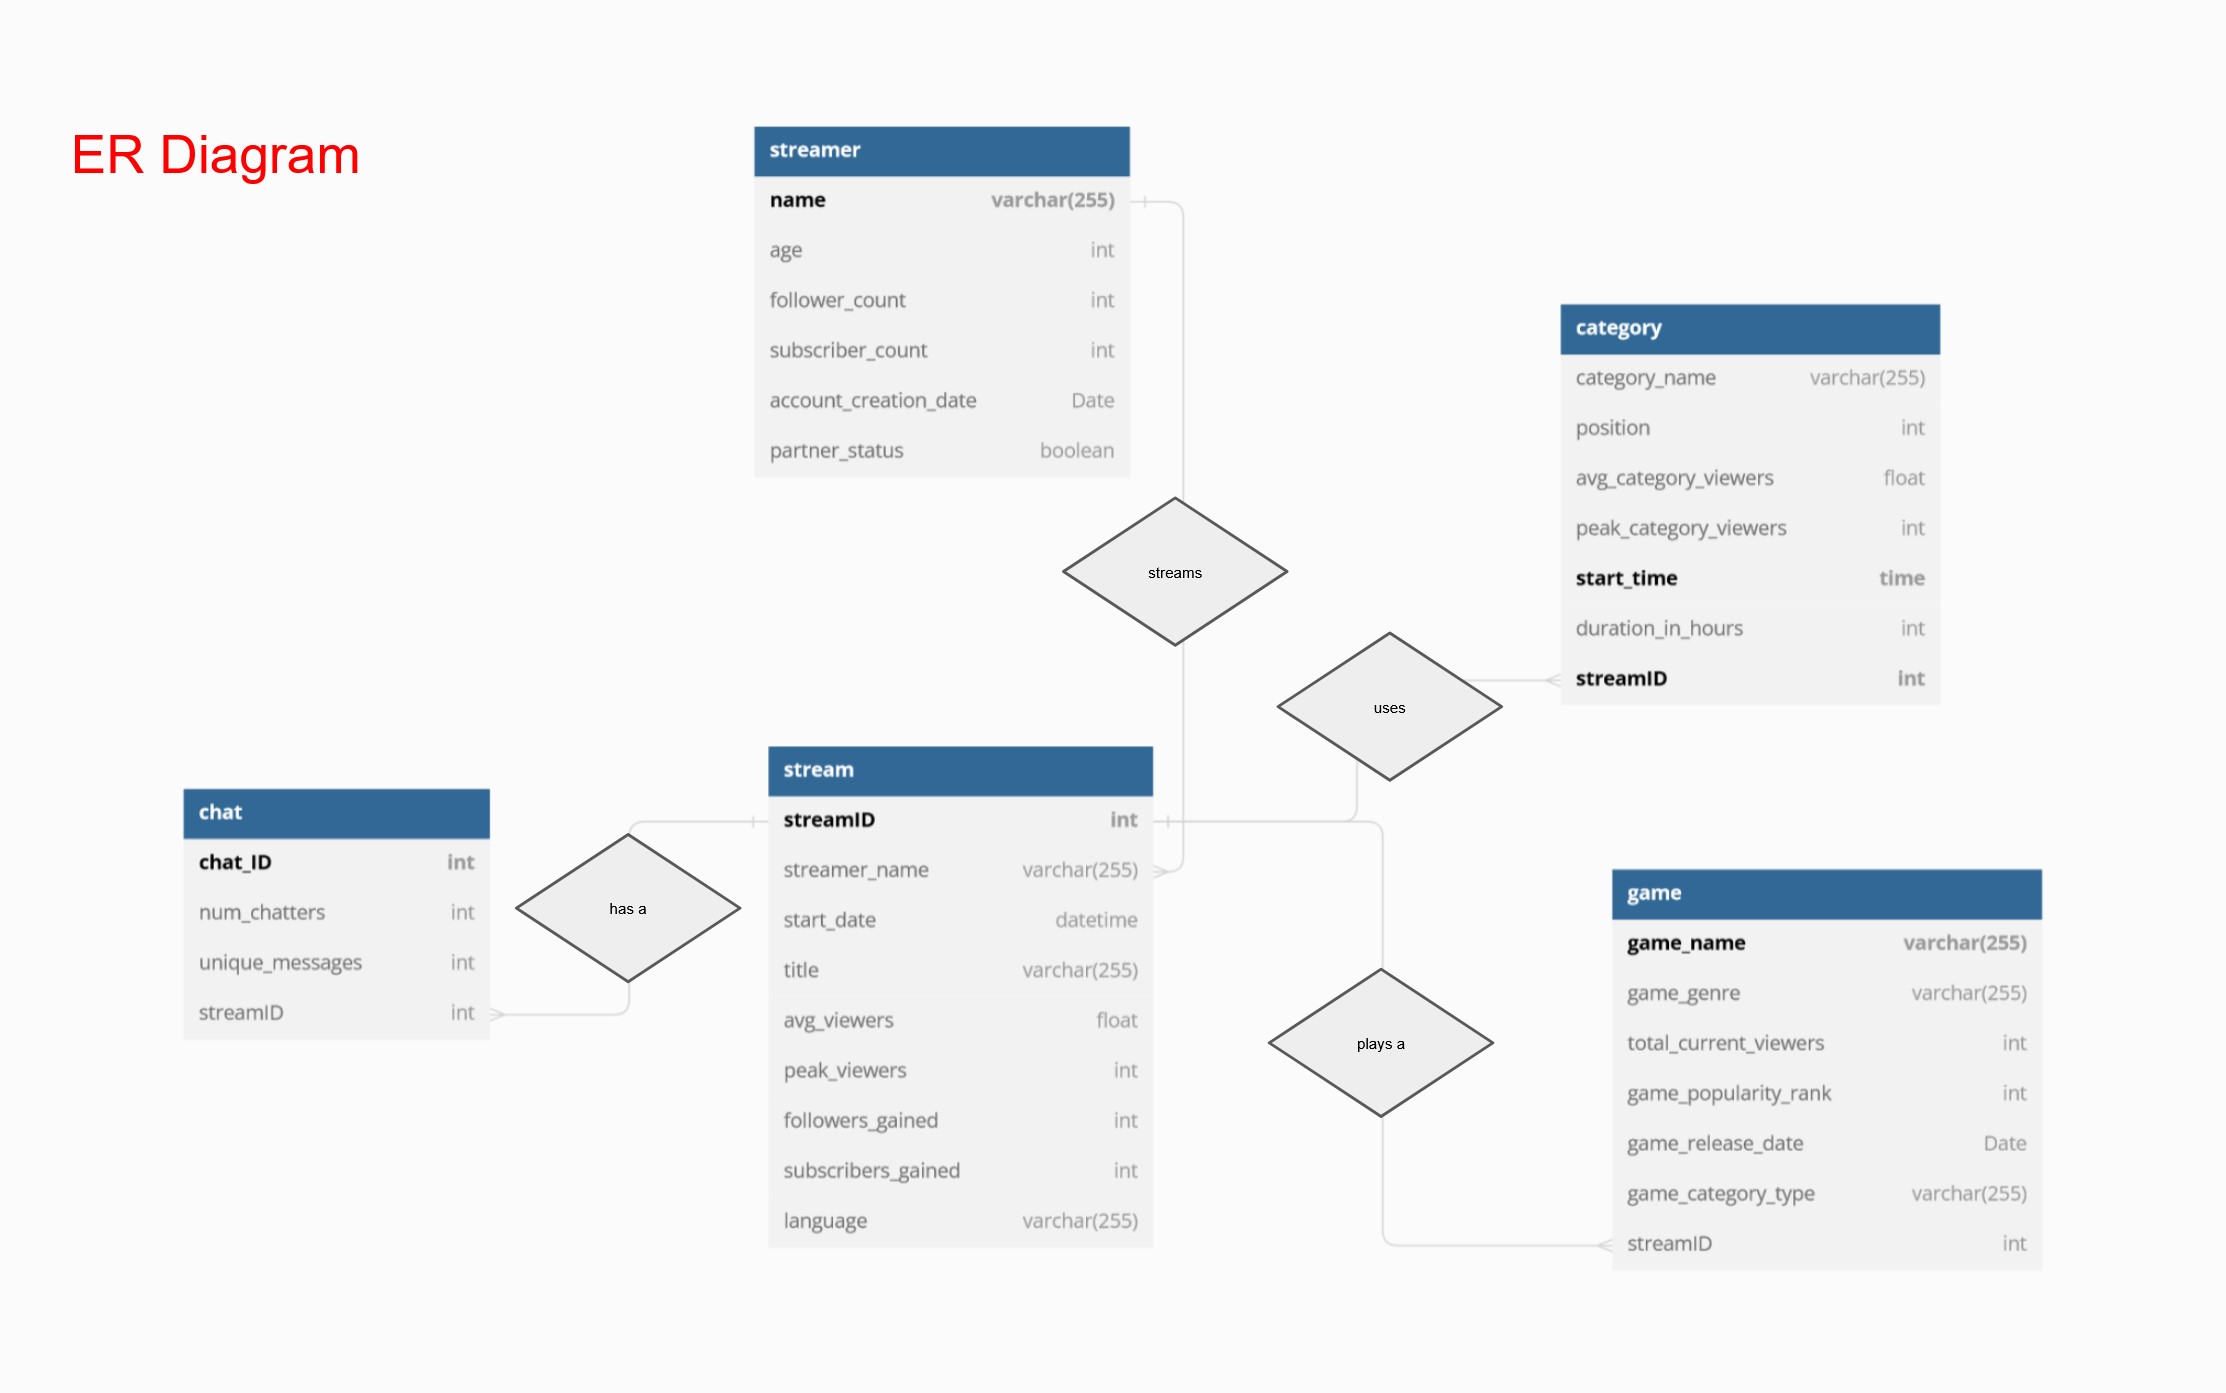 ER Diagram
streamer
name varchar(255)
age int
follower_count int
subscriber_count int
account_creation_date Date
partner_status boolean
streams
category
category_name varchar(255)
position int
avg_category_viewers float
peak_category_viewers int
start_time time
duration_in_hours int
streamID int
uses
chat
chat_ID int
num_chatters int
unique_messages int
streamID int
has a
stream
streamID int
streamer_name varchar(255)
start_date datetime
title varchar(255)
avg_viewers float
peak_viewers int
followers_gained int
subscribers_gained int
language varchar(255)
plays a
game
game_name varchar(255)
game_genre varchar(255)
total_current_viewers int
game_popularity_rank int
game_release_date Date
game_category_type varchar(255)
streamID int